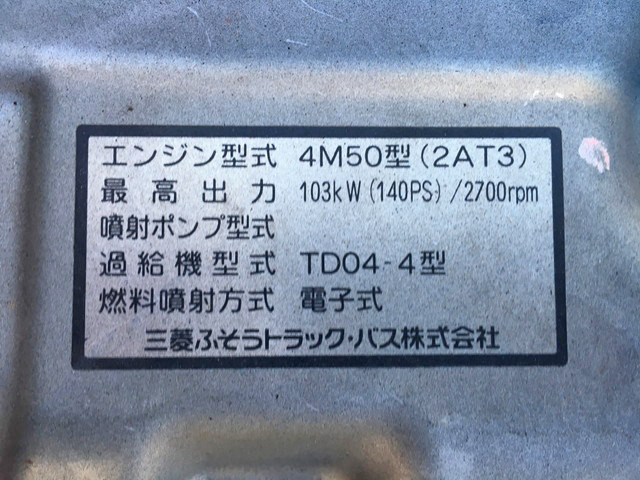 エンジン型式 4M50型(2AT3)
最高出力 103kW(140PS)/2700rpm
噴射ポンプ型式
過給機型式 TD04-4型
燃料噴射方式 電子式
三菱ふそうトラック・バス株式会社